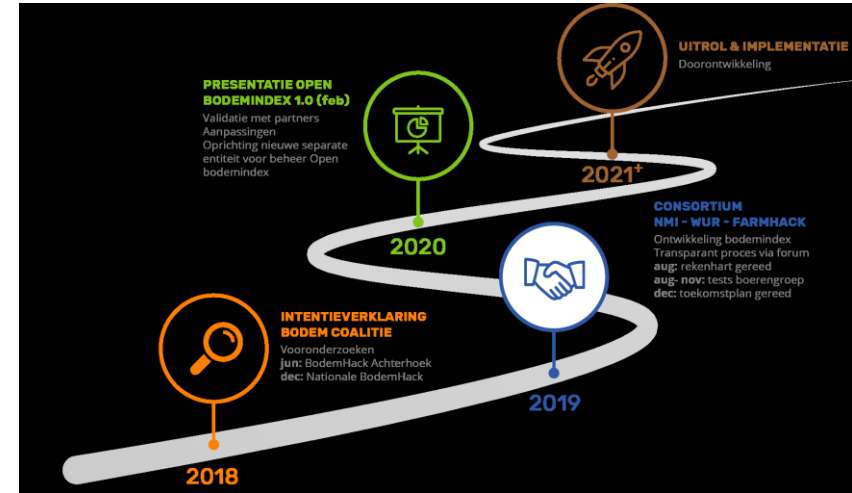 UITROL & IMPLEMENTATIE
Doorontwikkeling
2021+
PRESENTATIE OPEN
BODEMINDEX 1.0 (feb)
Validatie met partners
Aanpassingen
Oprichting nieuwe separate
entiteit voor beheer Open
bodemindex
2020
CONSORTIUM
NMI - WUR - FARMHACK
Ontwikkeling bodemindex
Transparant proces via forum
aug: rekenhart gereed
aug- nov: tests boerengroep
dec: toekomstplan gereed
2019
INTENTIEVERKLARING
BODEM COALITIE
Vooronderzoeken
jun: BodemHack Achterhoek
dec: Nationale BodemHack
2018